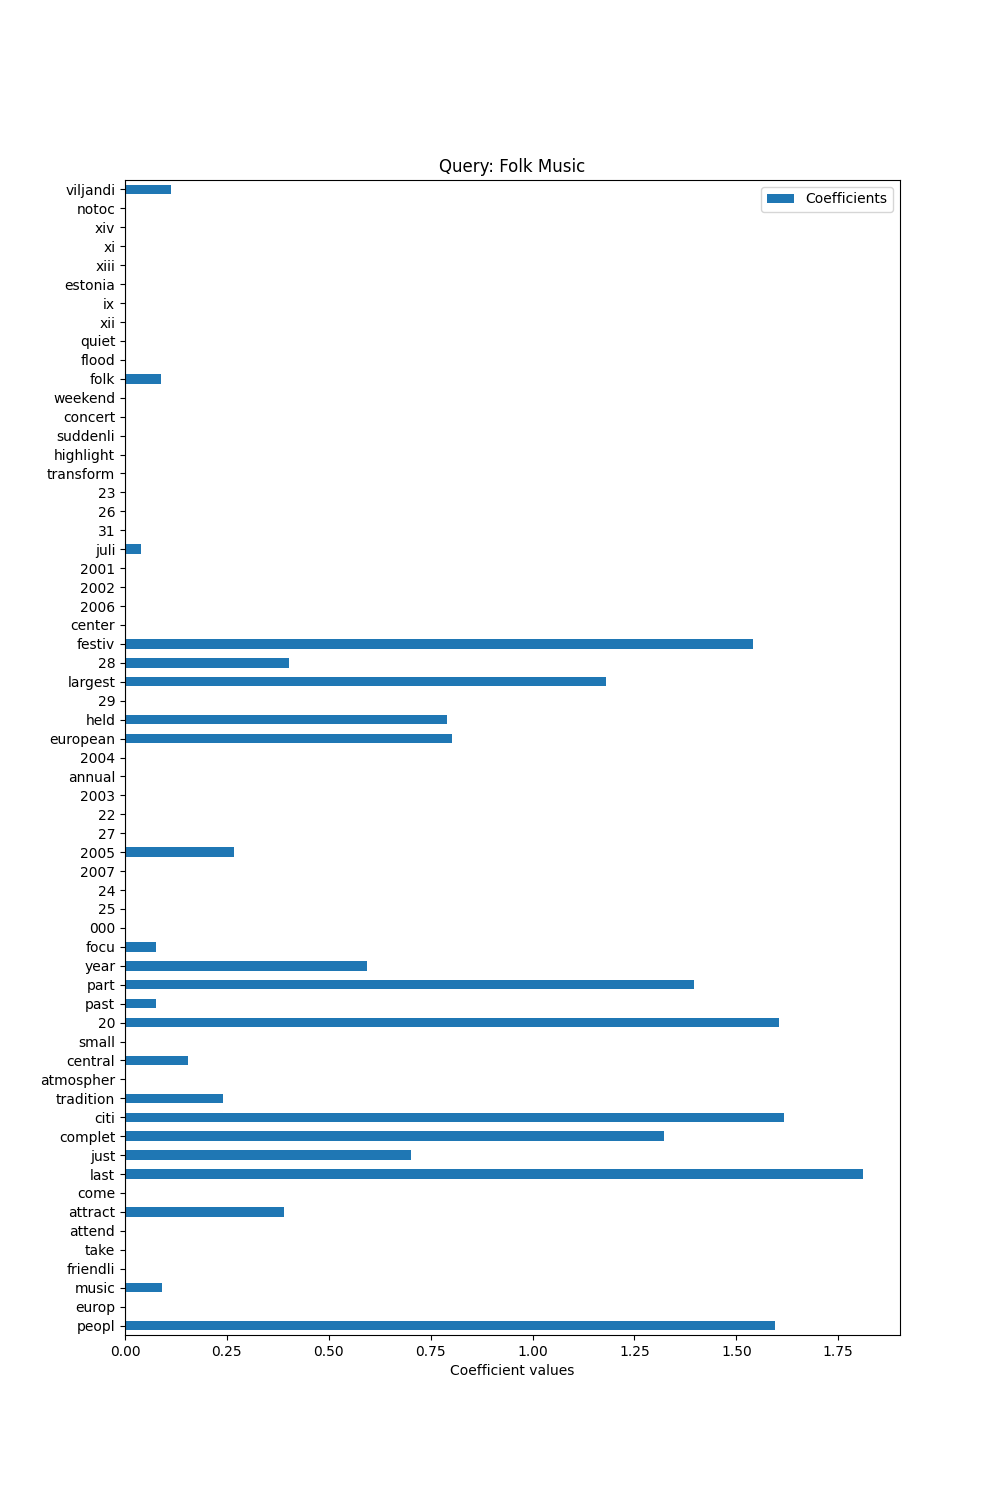 Query: Folk Music
Coefficients
viljandi
notoc
xiv
xi
xiii
estonia
ix
xii
quiet
flood
folk
weekend
concert
suddenli
highlight
transform
23
26
31
juli
2001
2002
2006
center
festiv
28
largest
29
held
european
2004
annual
2003
22
27
2005
2007
24
25
000
focu
year
part
past
20
small
central
atmospher
tradition
citi
complet
just
last
come
attract
attend
take
friendli
music
europ
peopl
0.00 0.25 0.50 0.75 1.00 1.25 1.50 1.75
Coefficient values